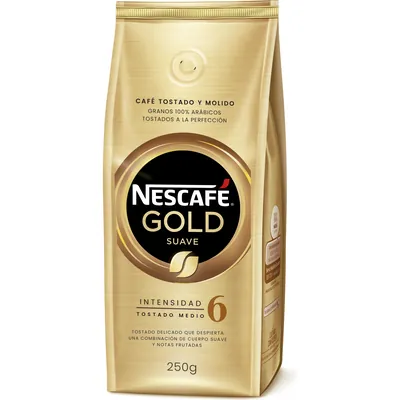 CAFÉ TOSTADO Y MOLIDO
GRANOS 100% ARÁBICOS
TOSTADOS A LA PERFECCIÓN
NESCAFÉ
GOLD
SUAVE
INTENSIDAD 6
TOSTADO MEDIO
TOSTADO DELICADO QUE DESPIERTA
UNA COMBINACIÓN DE CUERPO SUAVE
Y NOTAS FRUTADAS
250g